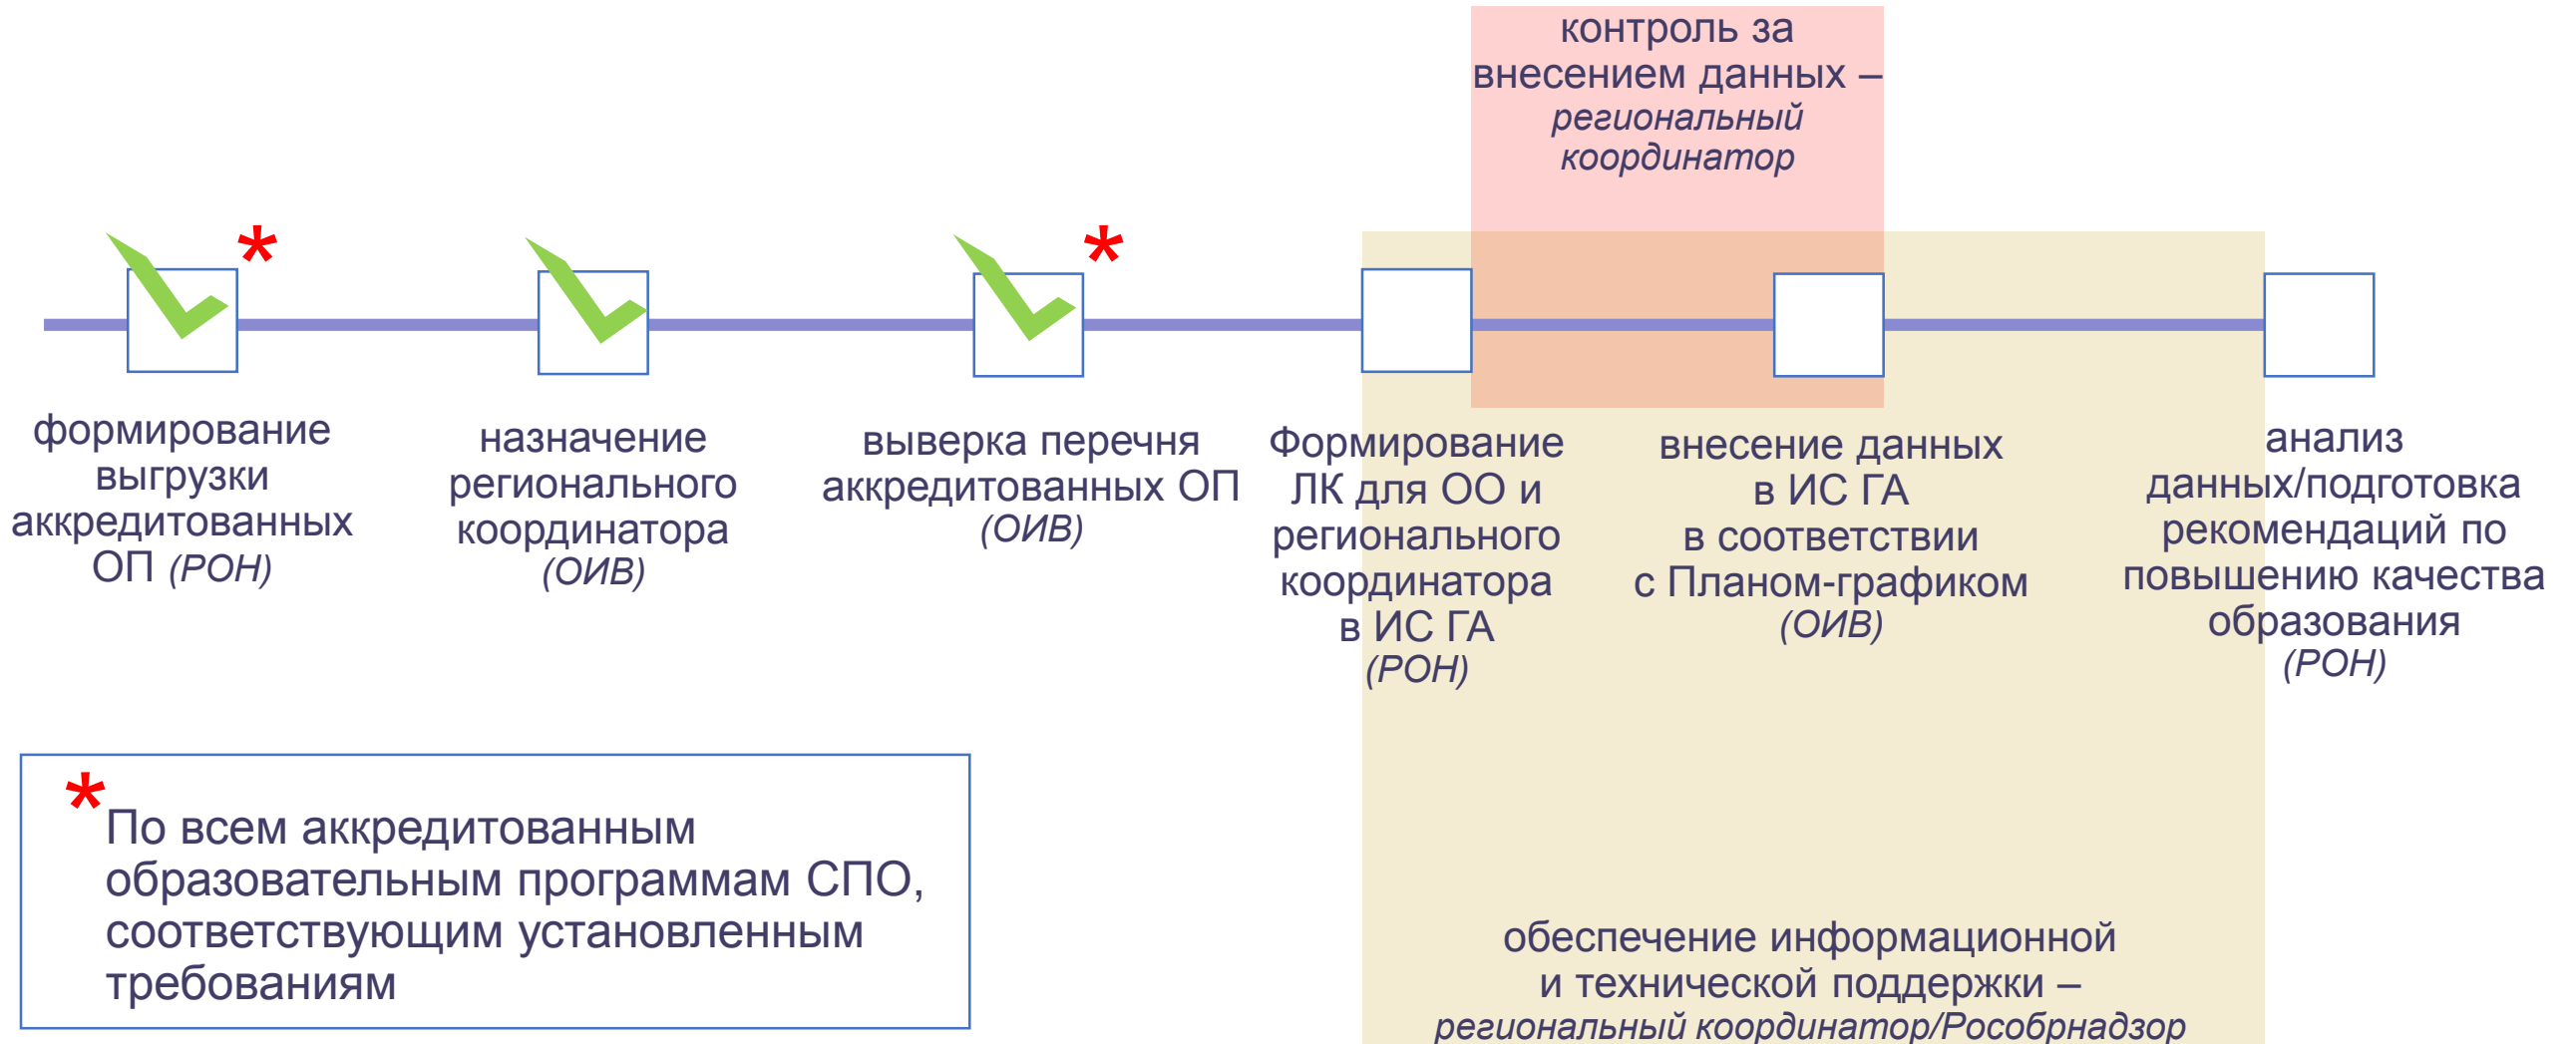 контроль за
внесением данных –
региональный
координатор
*
*
формирование
выгрузки
аккредитованных
ОП (РОН)
назначение
регионального
координатора
(ОИВ)
выверка перечня
аккредитованных ОП
(ОИВ)
Формирование
ЛК для ОО и
регионального
координатора
в ИС ГА
(РОН)
внесение данных
в ИС ГА
в соответствии
с Планом-графиком
(ОИВ)
анализ
данных/подготовка
рекомендаций по
повышению качества
образования
(РОН)
*
По всем аккредитованным
образовательным программам СПО,
соответствующим установленным
требованиям
обеспечение информационной
и технической поддержки –
региональный координатор/Рособрнадзор